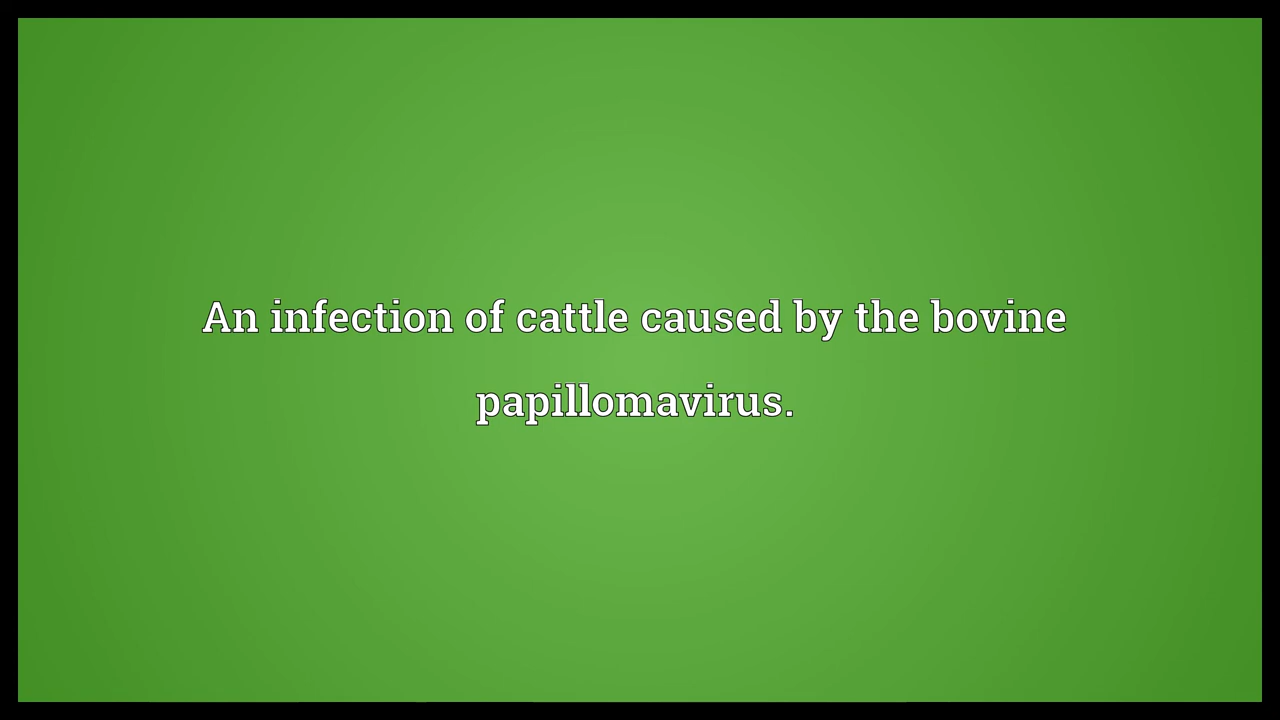 An infection of cattle caused by the bovine
papillomavirus.